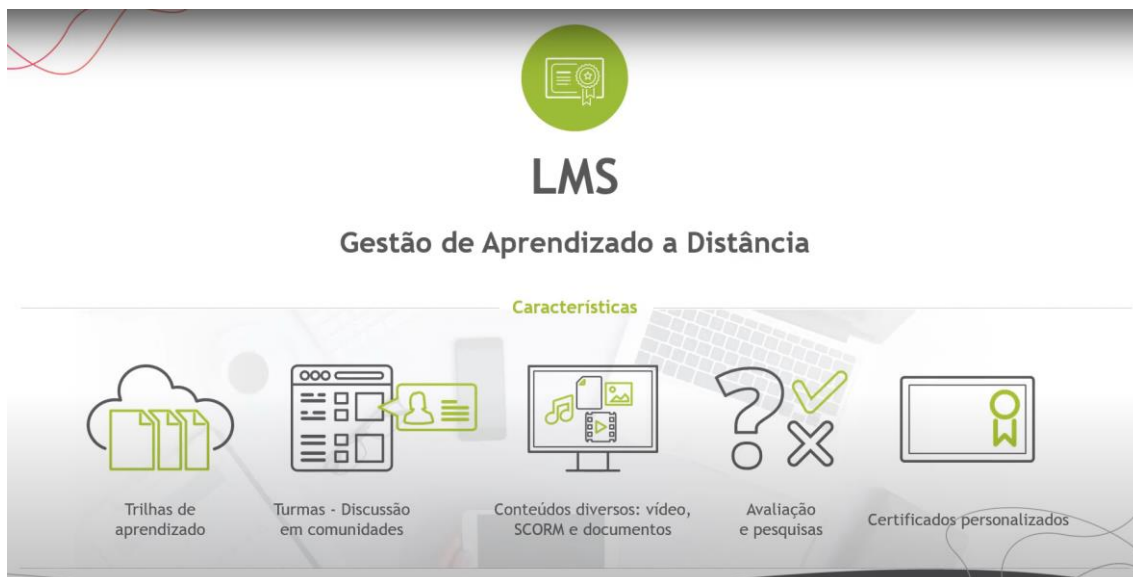 LMS
Gestão de Aprendizado a Distância
Características
Trilhas de
aprendizado
Turmas - Discussão
em comunidades
Conteúdos diversos: vídeo,
SCORM e documentos
Avaliação
e pesquisas
Certificados personalizados